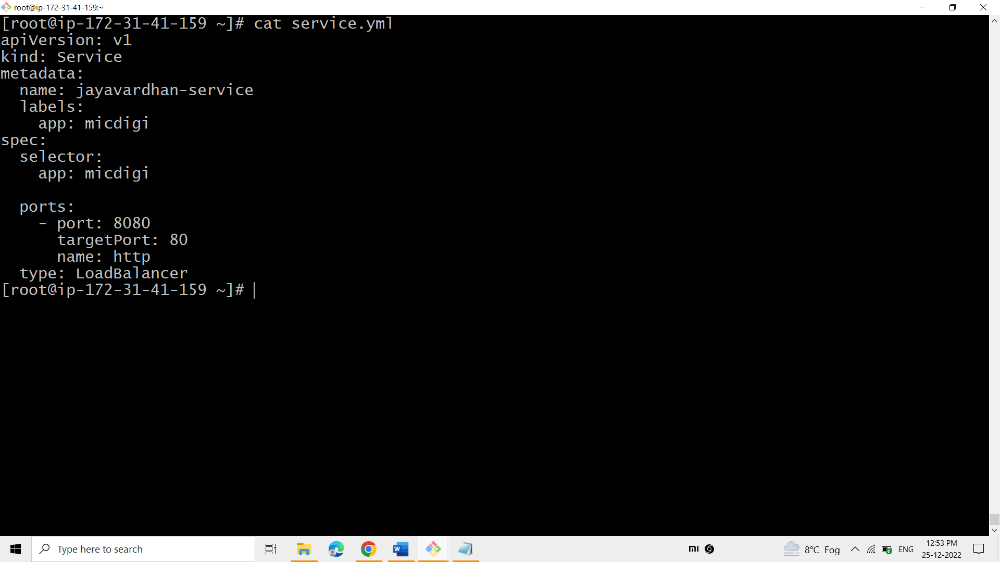 root@ip-172-31-41-159:~
[root@ip-172-31-41-159 ~]# cat service.yml
apiVersion: v1
kind: Service
metadata:
  name: jayavardhan-service
  labels:
    app: micdigi
spec:
  selector:
    app: micdigi

  ports:
    - port: 8080
      targetPort: 80
      name: http
  type: LoadBalancer
[root@ip-172-31-41-159 ~]#
Type here to search
W
mi
8°C Fog
ENG
12:53 PM
25-12-2022